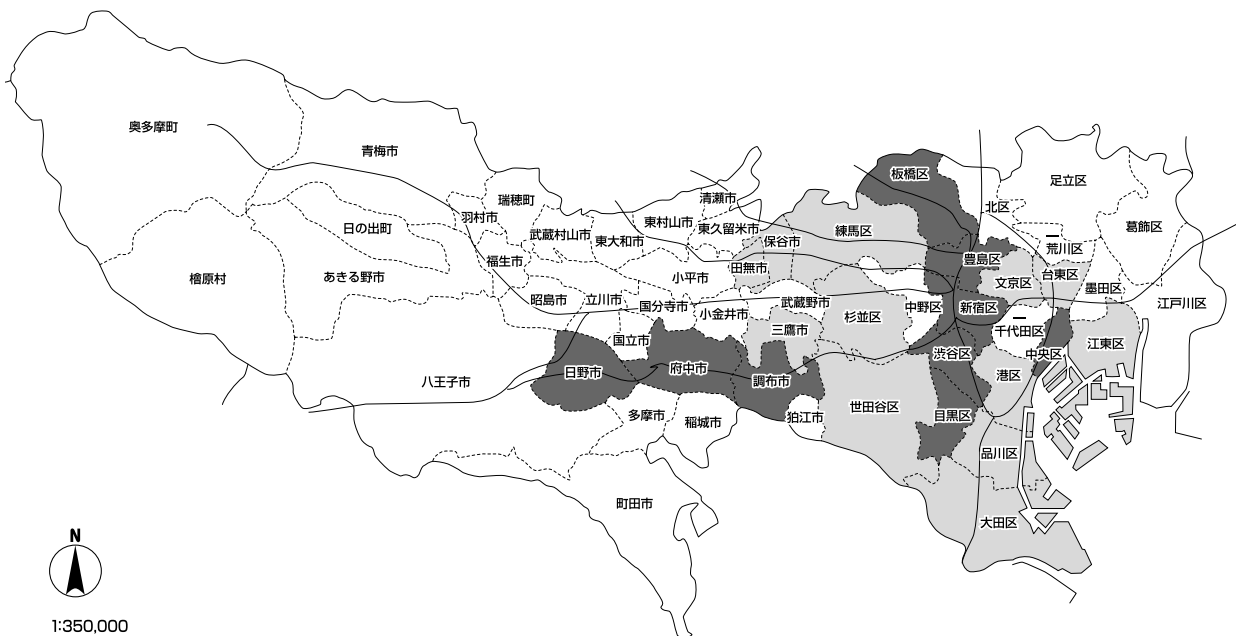 奥多摩町
青梅市
瑞穂町
清瀬市
板橋区
足立区
北区
羽村市
日の出町
武蔵村山市
東大和市
東村山市
東久留米市
保谷市
練馬区
葛飾区
荒川区
福生市
田無市
豊島区
文京区
台東区
檜原村
あきる野市
小平市
墨田区
昭島市
立川市
国分寺市
小金井市
武蔵野市
杉並区
中野区
新宿区
江戸川区
千代田区
国立市
三鷹市
渋谷区
中央区
江東区
八王子市
日野市
府中市
調布市
港区
多摩市
稲城市
狛江市
世田谷区
目黒区
品川区
町田市
大田区
N
1:350,000